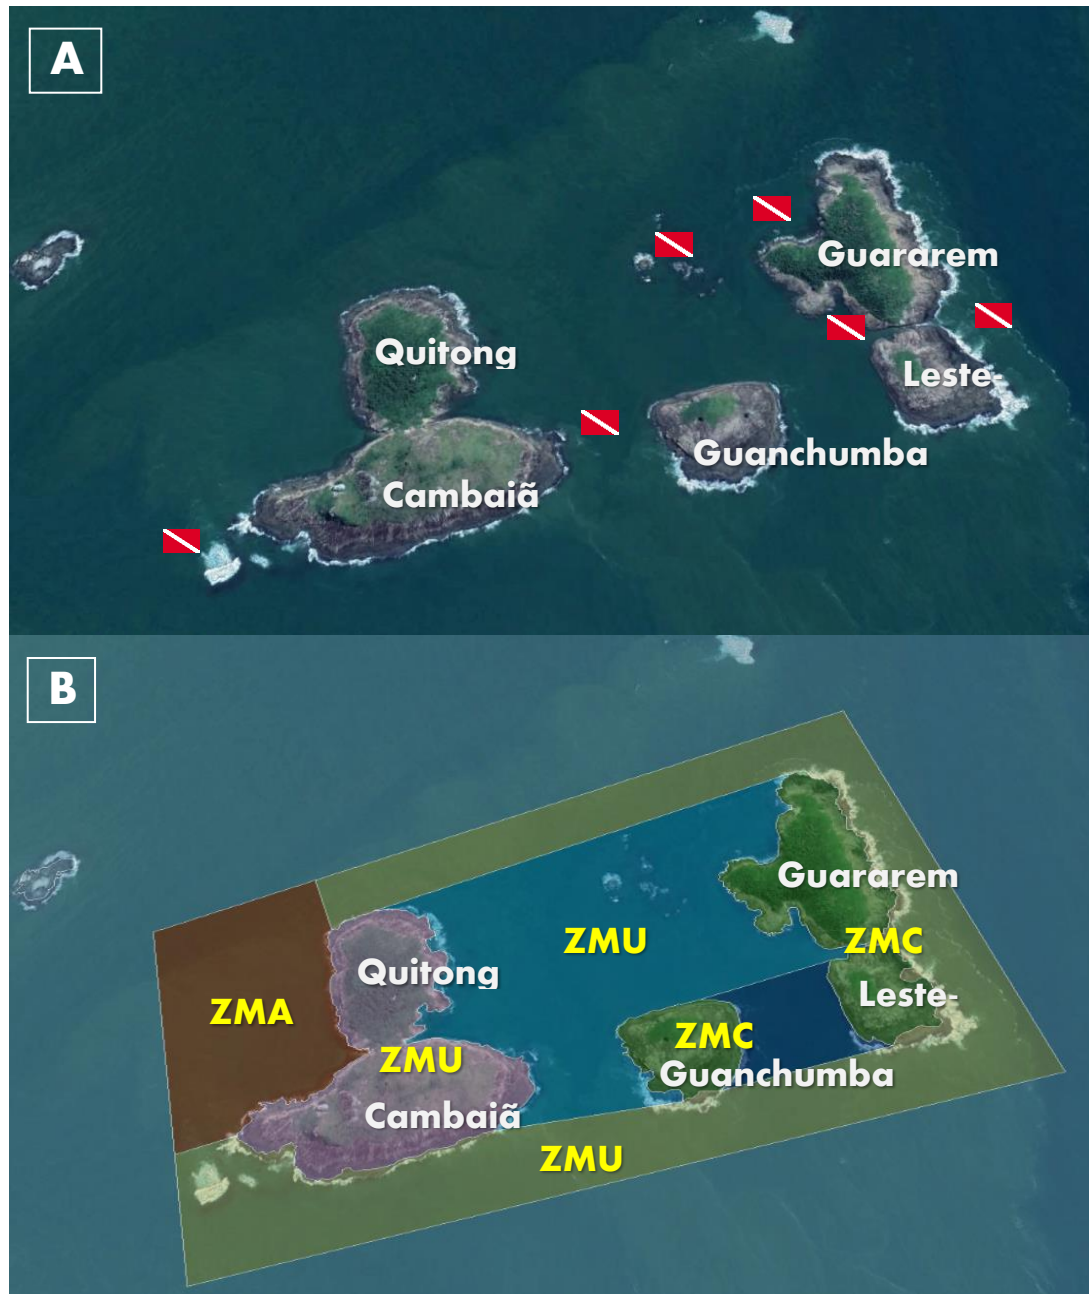 A
Guararem
Quitong
Leste-
Guanchumba
Cambaiã
B
Guararem
ZMU
ZMC
Quitong
Leste-
ZMA
ZMC
ZMU
Guanchumba
Cambaiã
ZMU